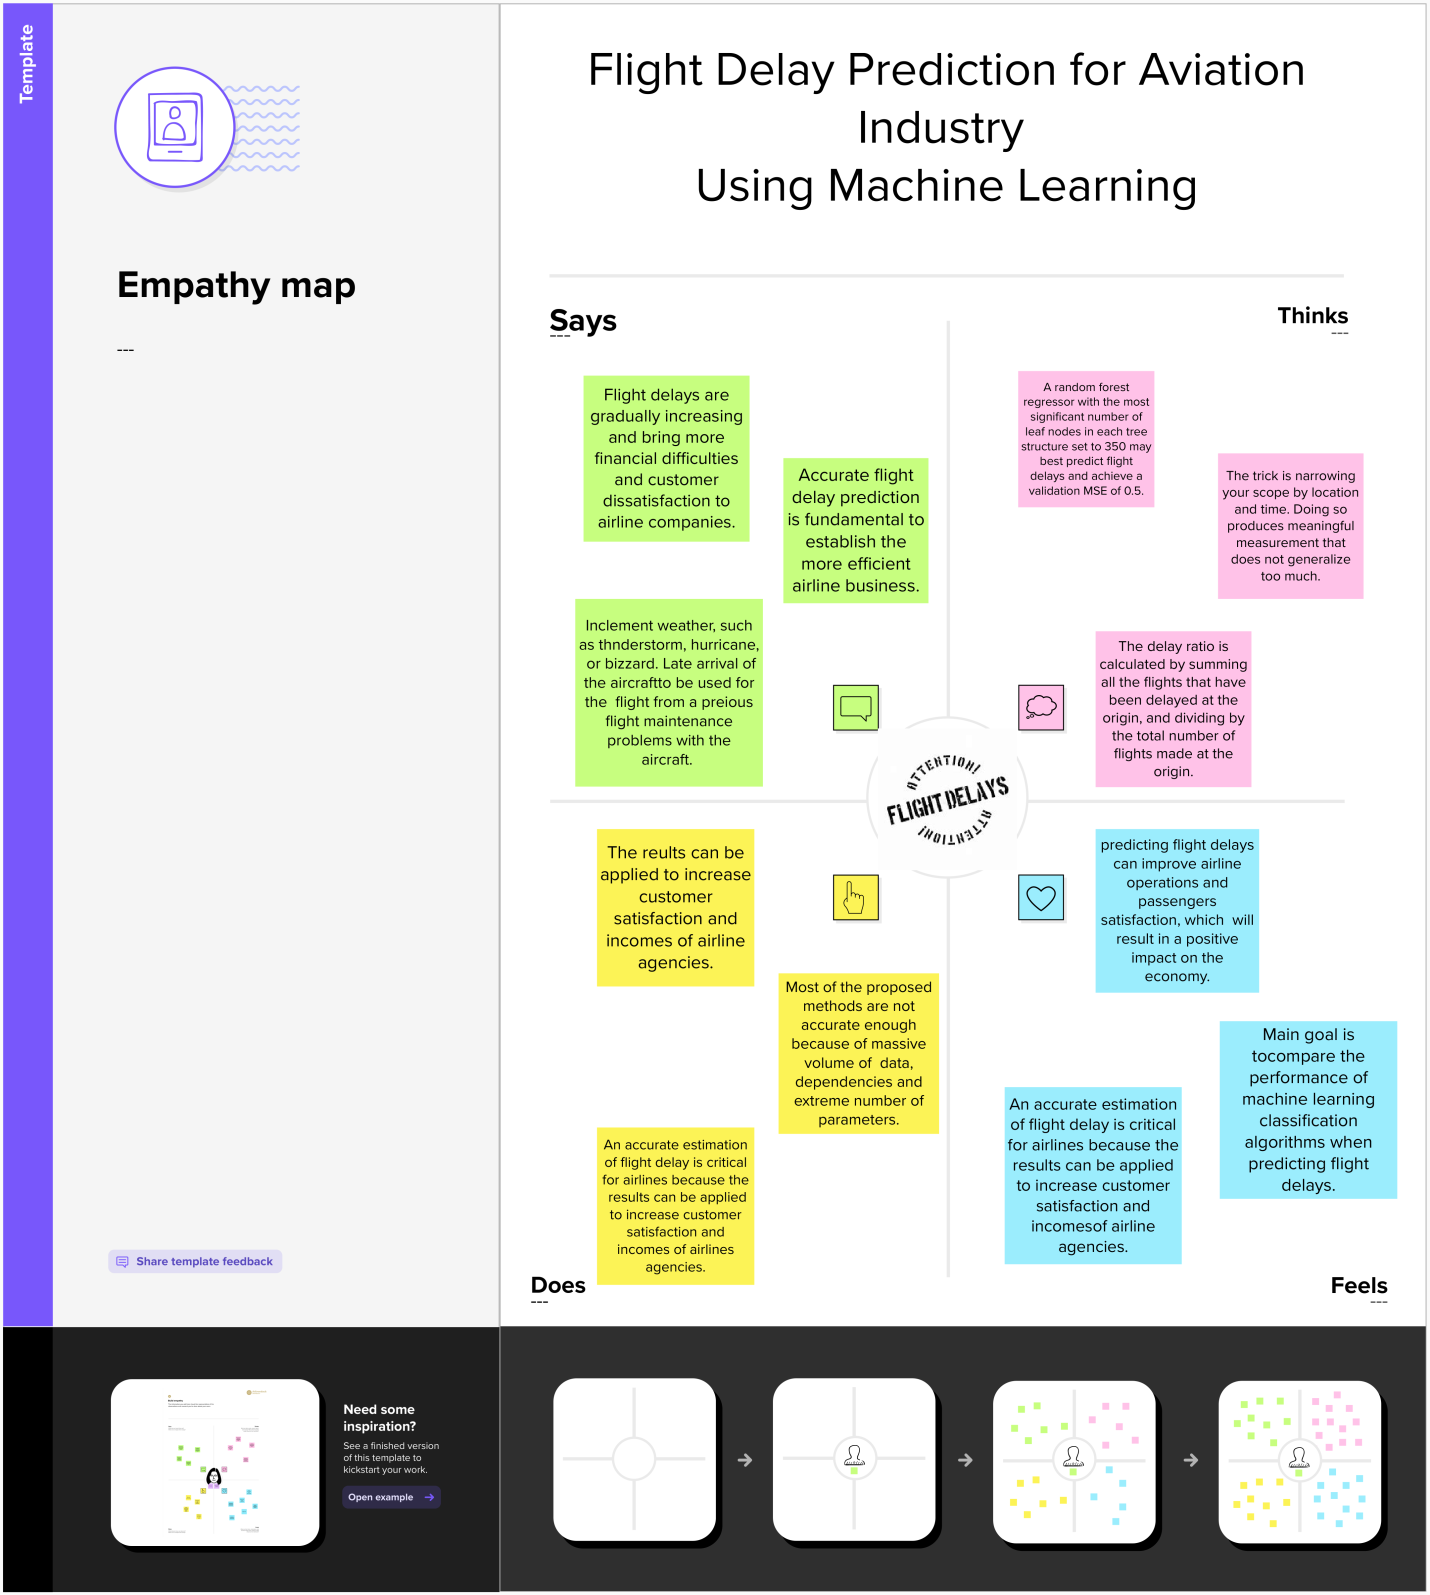 Template
Empathy map
---
Share template feedback
Flight Delay Prediction for Aviation
Industry
Using Machine Learning
Says
---
Thinks
---
Flight delays are
gradually increasing
and bring more
financial difficulties
and customer
dissatisfaction to
airline companies.
Accurate flight
delay prediction
is fundamental to
establish the
more efficient
airline business.
Inclement weather, such
as thnderstorm, hurricane,
or bizzard. Late arrival of
the aircraftto be used for
the  flight from a preious
flight maintenance
problems with the
aircraft.
A random forest
regressor with the most
significant number of
leaf nodes in each tree
structure set to 350 may
best predict flight
delays and achieve a
validation MSE of 0.5.
The trick is narrowing
your scope by location
and time. Doing so
produces meaningful
measurement that
does not generalize
too much.
The delay ratio is
calculated by summing
all the flights that have
been delayed at the
origin, and dividing by
the total number of
flights made at the
origin.
ATTENTION!
FLIGHT DELAYS
ATTENTION!
The reults can be
applied to increase
customer
satisfaction and
incomes of airline
agencies.
Most of the proposed
methods are not
accurate enough
because of massive
volume of  data,
dependencies and
extreme number of
parameters.
An accurate estimation
of flight delay is critical
for airlines because the
results can be applied
to increase customer
satisfaction and
incomes of airlines
agencies.
predicting flight delays
can improve airline
operations and
passengers
satisfaction, which  will
result in a positive
impact on the
economy.
Main goal is
tocompare the
performance of
machine learning
classification
algorithms when
predicting flight
delays.
An accurate estimation
of flight delay is critical
for airlines because the
results can be applied
to increase customer
satisfaction and
incomesof airline
agencies.
Does
---
Feels
---
Need some
inspiration?
See a finished version
of this template to
kickstart your work.
Open example